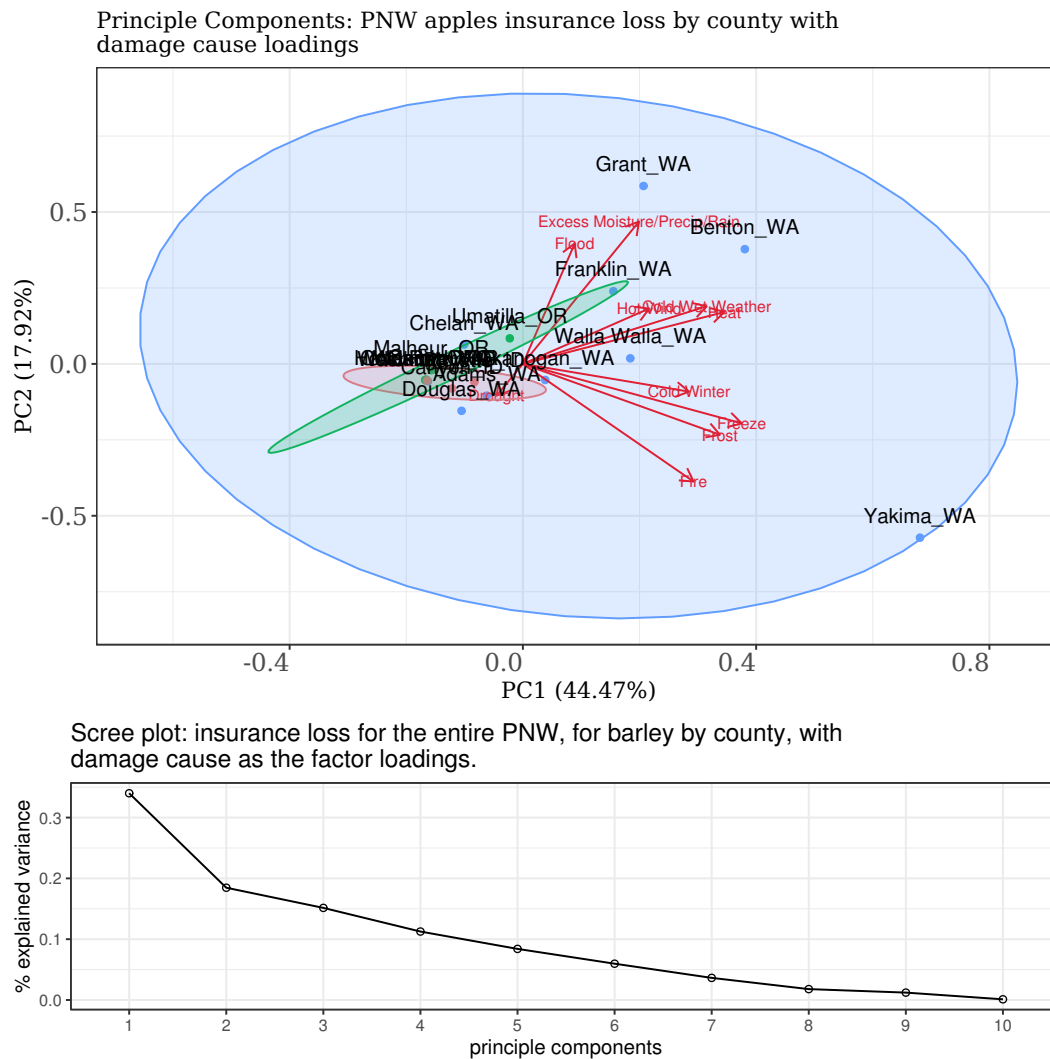 Principle Components: PNW apples insurance loss by county with
damage cause loadings
PC2 (17.92%)
0.5
0.0
-0.5
Grant_WA
Excess Moisture/Precip/Rain
Benton_WA
Flood
Franklin_WA
Cold Wet Weather
Hot Wind
Heat
Umatilla_OR
Chelan_WA
Walla Walla_WA
Malheur_OR
Adams_WA
Cold Winter
Douglas_WA
Drought
Freeze
Frost
Fire
Yakima_WA
-0.4
0.0
0.4
0.8
PC1 (44.47%)
Scree plot: insurance loss for the entire PNW, for barley by county, with
damage cause as the factor loadings.
% explained variance
0.3
0.2
0.1
0.0
1 2 3 4 5 6 7 8 9 10
principle components